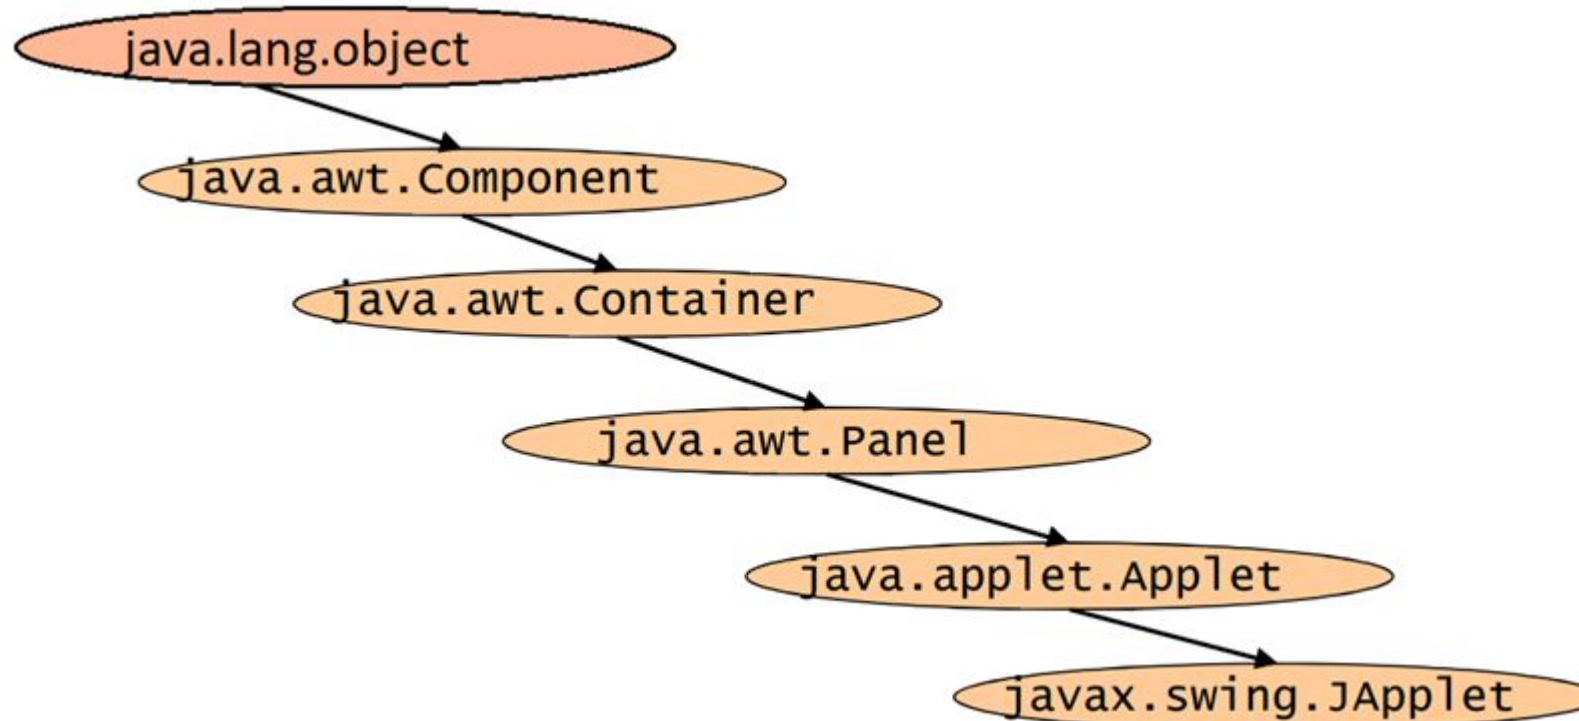 java.lang.object
java.awt.Component
java.awt.Container
java.awt.Panel
java.applet.Applet
javax.swing.JApplet